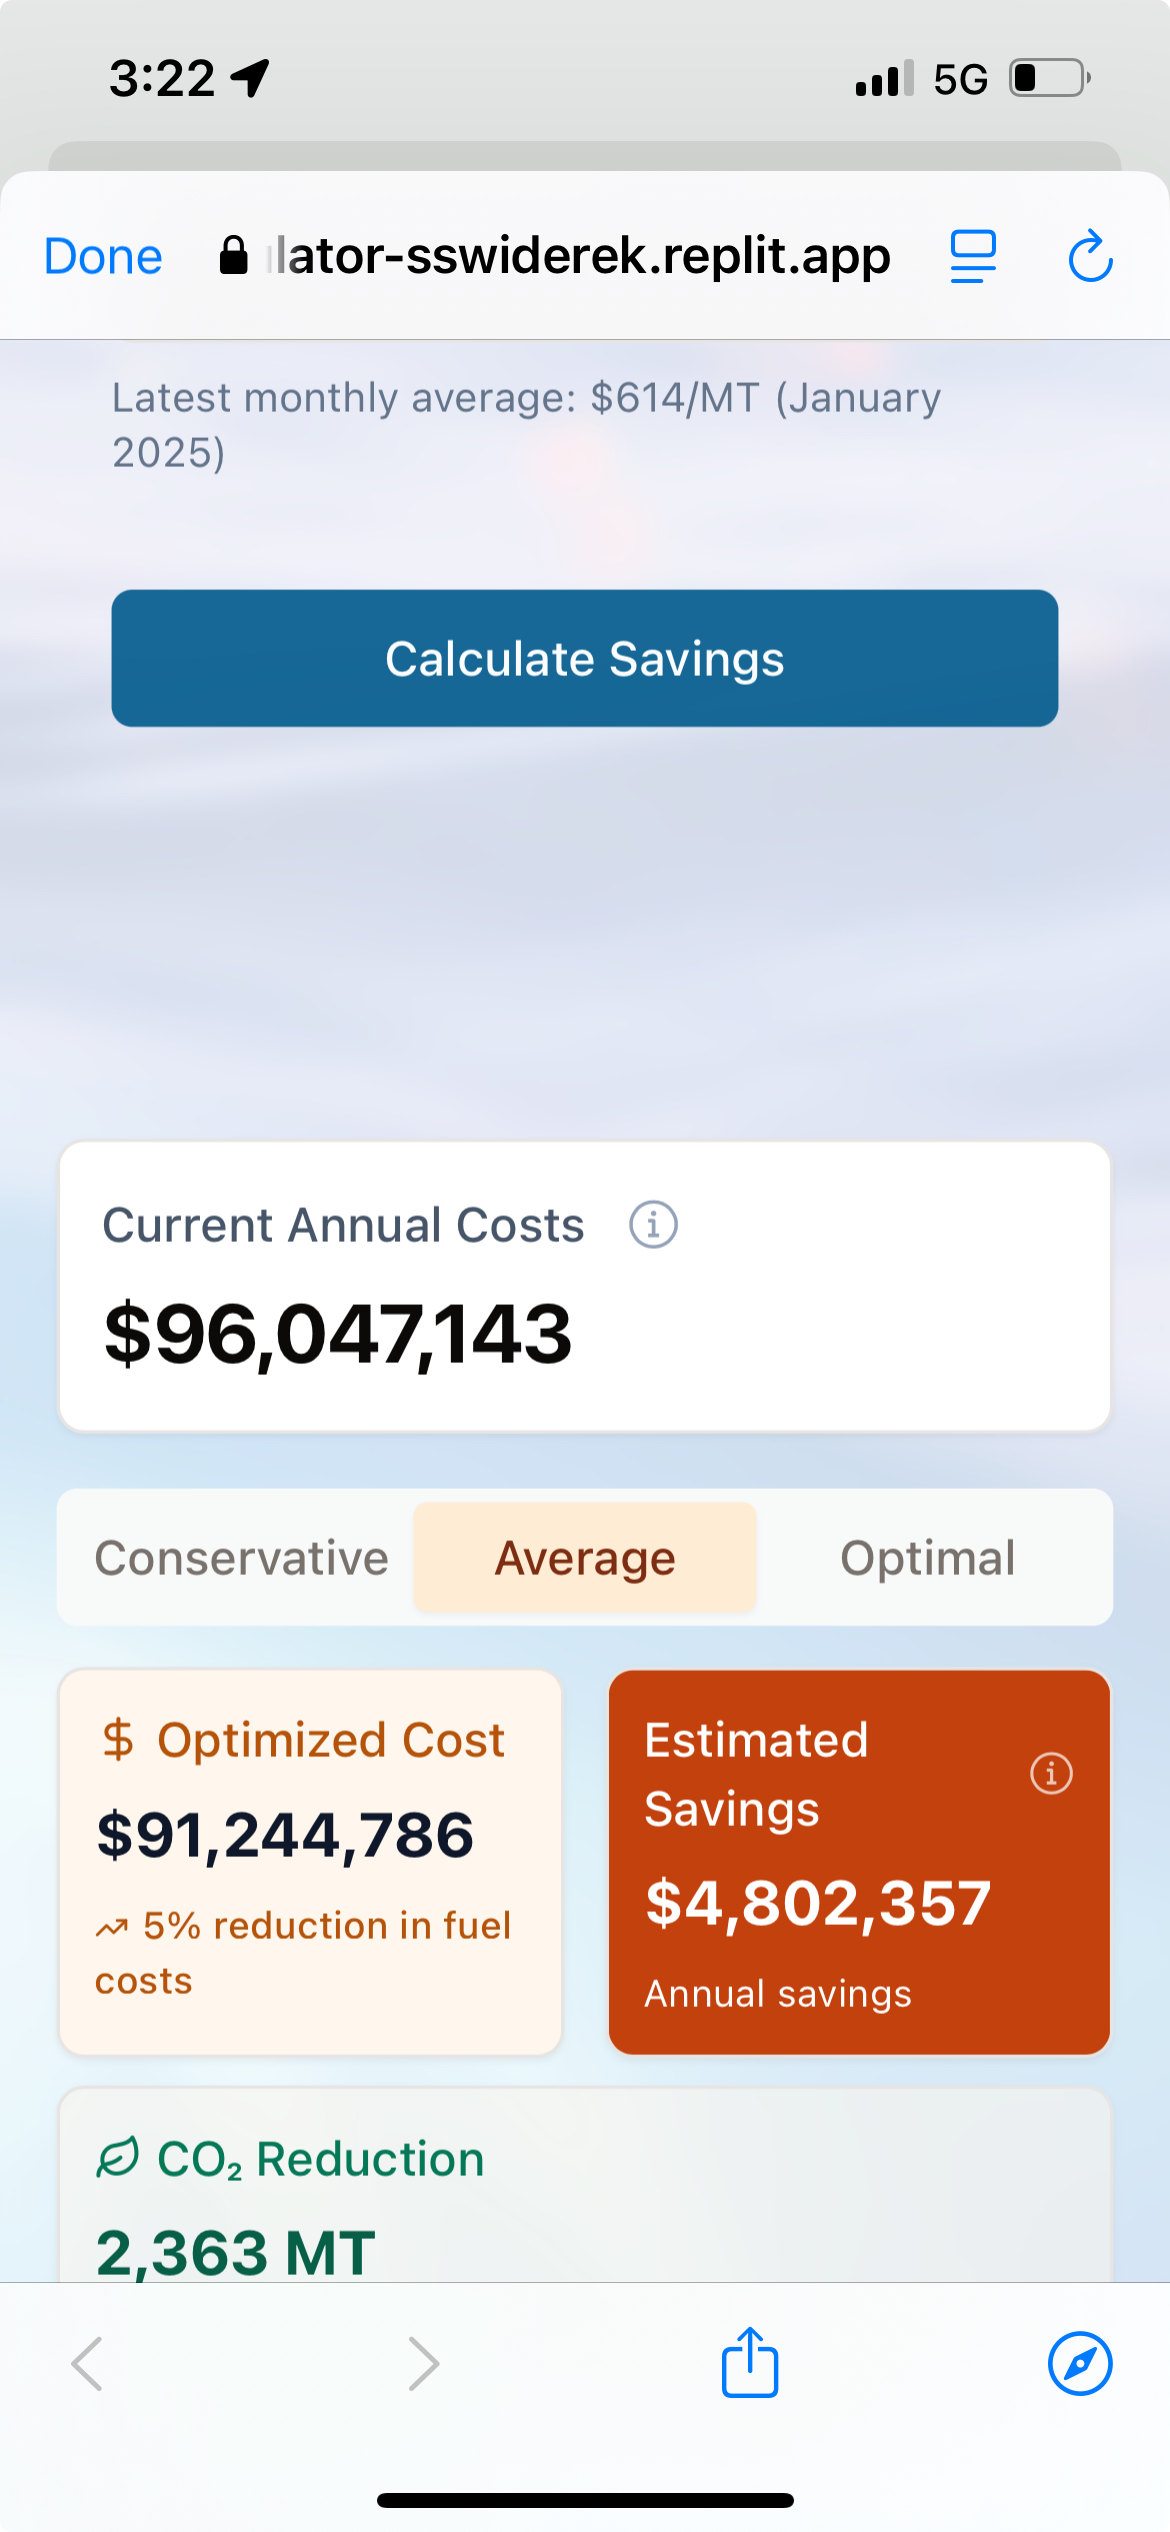 3:22
5G
Done
lator-sswiderek.replit.app
Latest monthly average: $614/MT (January
2025)
Calculate Savings
Current Annual Costs
$96,047,143
Conservative
Average
Optimal
$ Optimized Cost
$91,244,786
5% reduction in fuel
costs
Estimated
Savings
$4,802,357
Annual savings
CO₂ Reduction
2,363 MT